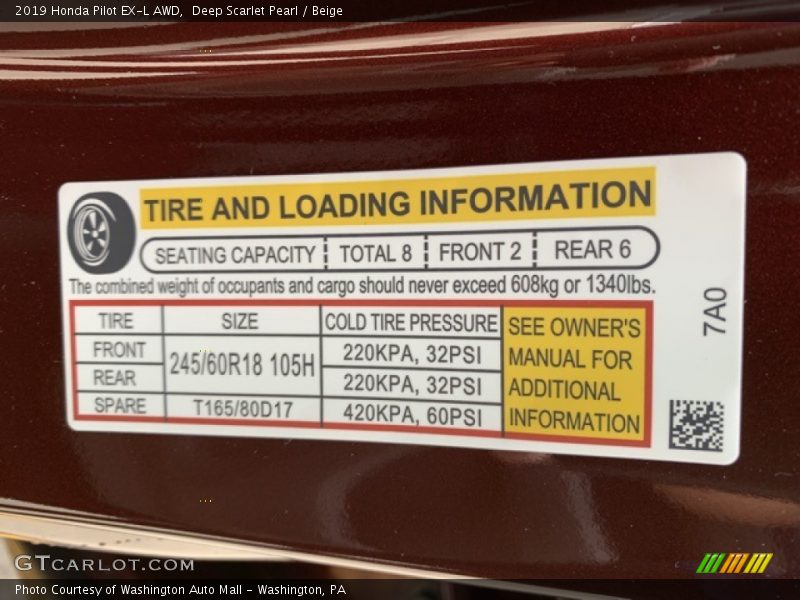 2019 Honda Pilot EX-L AWD,  Deep Scarlet Pearl / Beige
TIRE AND LOADING INFORMATION
SEATING CAPACITY TOTAL 8 FRONT 2 REAR 6
The combined weight of occupants and cargo should never exceed 608kg or 1340lbs.
TIRE SIZE COLD TIRE PRESSURE
FRONT 245/60R18 105H 220KPA, 32PSI
REAR 220KPA, 32PSI
SPARE T165/80D17 420KPA, 60PSI
SEE OWNER'S
MANUAL FOR
ADDITIONAL
INFORMATION
7A0
GTCARLOT.COM
Photo Courtesy of Washington Auto Mall - Washington, PA